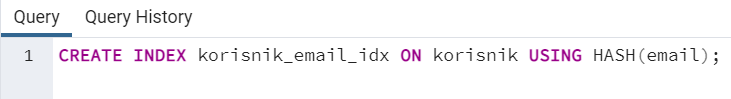 Query Query History
1 CREATE INDEX korisnik_email_idx ON korisnik USING HASH(email);